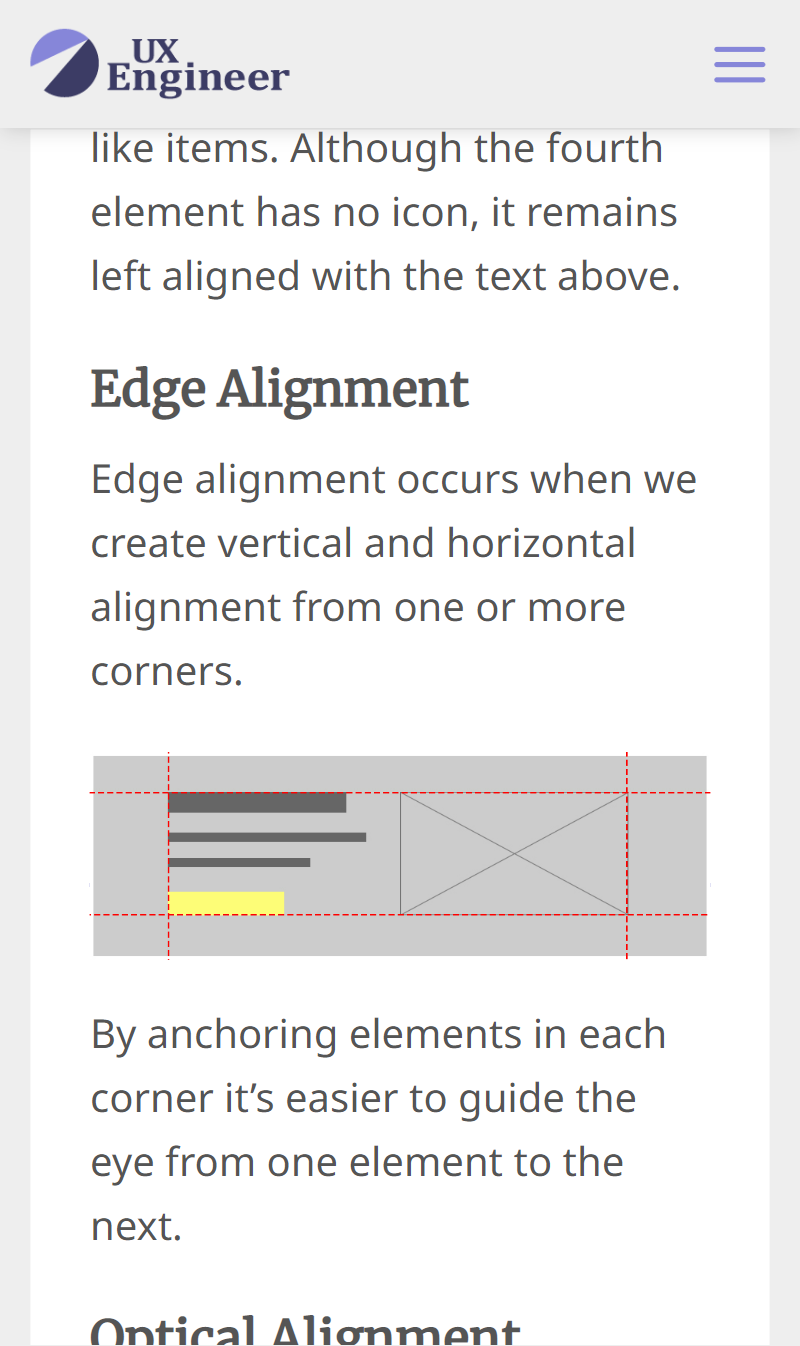 UX
Engineer
like items. Although the fourth
element has no icon, it remains
left aligned with the text above.
Edge Alignment
Edge alignment occurs when we
create vertical and horizontal
alignment from one or more
corners.
By anchoring elements in each
corner it’s easier to guide the
eye from one element to the
next.
Optical Alignment